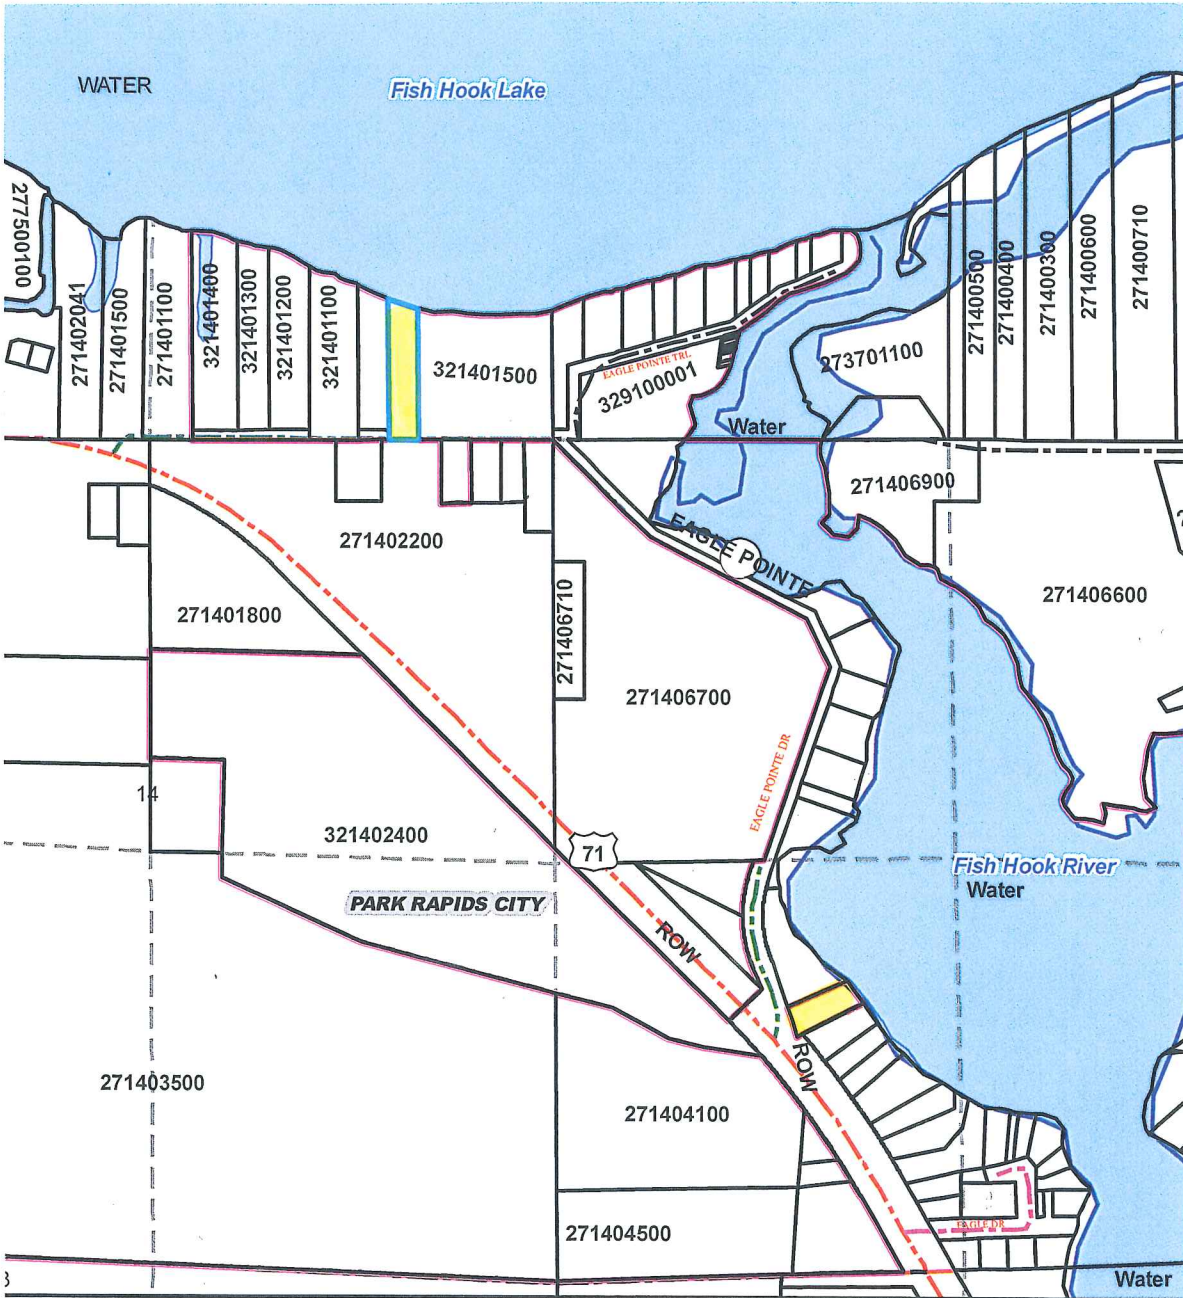 WATER
Fish Hook Lake
277500100
271402041
271401500
271401100
321401400
321401300
321401200
321401100
321401500
EAGLE POINTE TRL
329100001
Water
273701100
271400500
271400400
271400300
271400600
271400710
271406900
271402200
EAGLE POINTE
271401800
271406710
271406600
271406700
EAGLE POINTE DR
14
321402400
71
Fish Hook River
Water
PARK RAPIDS CITY
ROW
ROW
271403500
271404100
271404500
EAGLE DR
Water